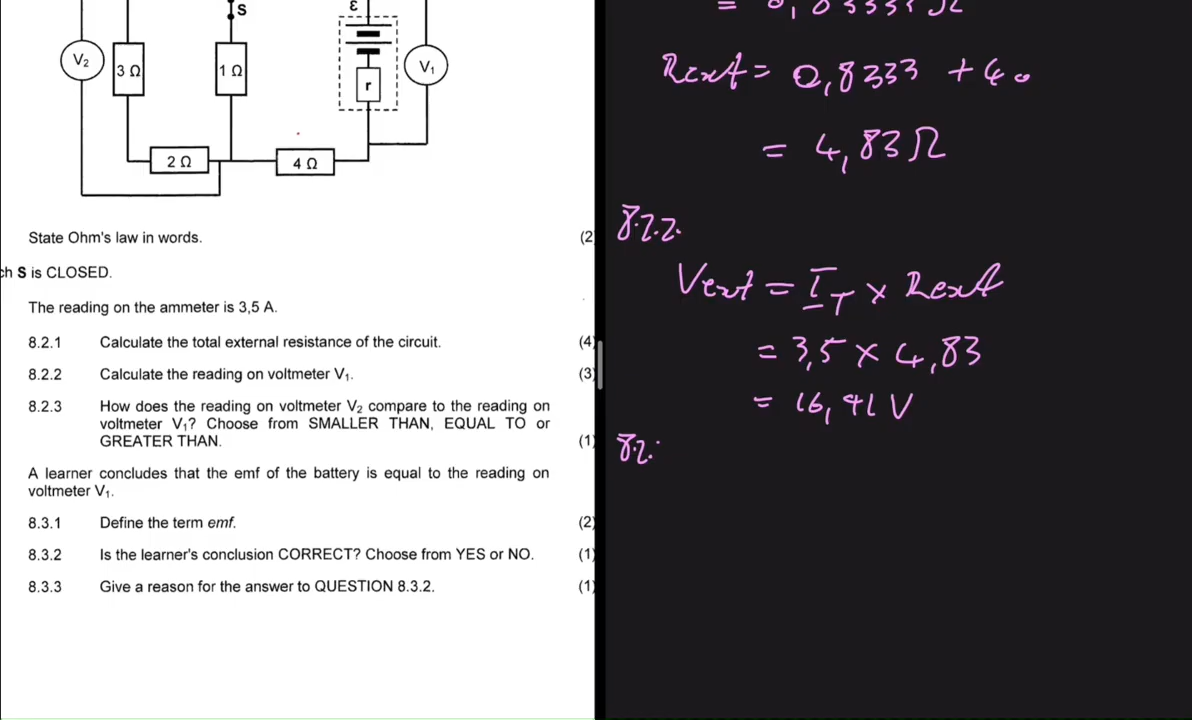 S
ε
V2
3 Ω
1 Ω
V1
r
2 Ω
4 Ω
State Ohm's law in words. (2
ch S is CLOSED.
The reading on the ammeter is 3,5 A.
8.2.1 Calculate the total external resistance of the circuit. (4)
8.2.2 Calculate the reading on voltmeter V1. (3)
8.2.3 How does the reading on voltmeter V2 compare to the reading on
voltmeter V1? Choose from SMALLER THAN, EQUAL TO or
GREATER THAN. (1)
A learner concludes that the emf of the battery is equal to the reading on
voltmeter V1.
8.3.1 Define the term emf. (2)
8.3.2 Is the learner's conclusion CORRECT? Choose from YES or NO. (1)
8.3.3 Give a reason for the answer to QUESTION 8.3.2. (1)
Rext = 0,8333 + 4
= 4,83 Ω
8.2.2.
Vext = IT × Rext
= 3,5 × 4,83
= 16,91 V
8.2.